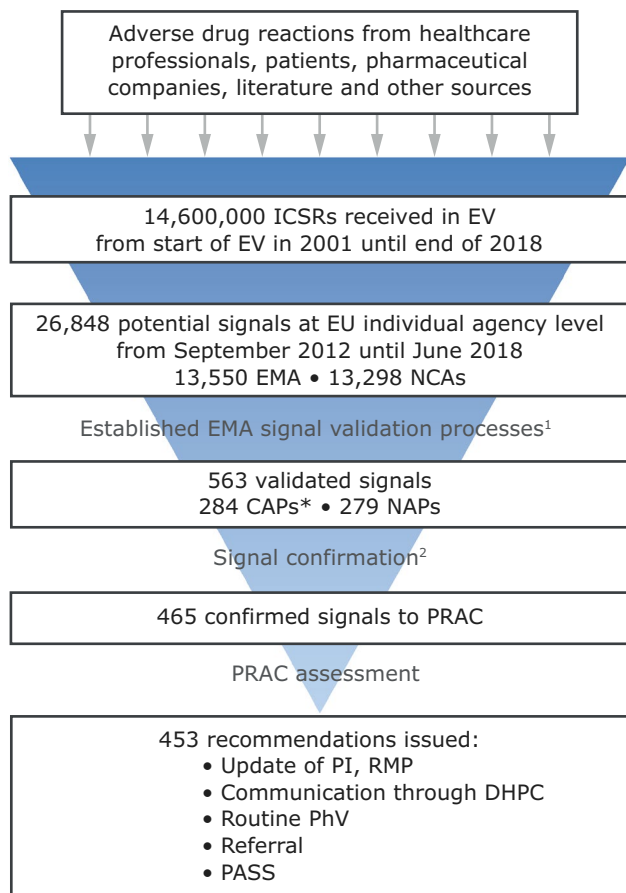 Adverse drug reactions from healthcare
professionals, patients, pharmaceutical
companies, literature and other sources
14,600,000 ICSRs received in EV
from start of EV in 2001 until end of 2018
26,848 potential signals at EU individual agency level
from September 2012 until June 2018
13,550 EMA • 13,298 NCAs
Established EMA signal validation processes¹
563 validated signals
284 CAPs* • 279 NAPs
Signal confirmation²
465 confirmed signals to PRAC
PRAC assessment
453 recommendations issued:
• Update of PI, RMP
• Communication through DHPC
• Routine PhV
• Referral
• PASS